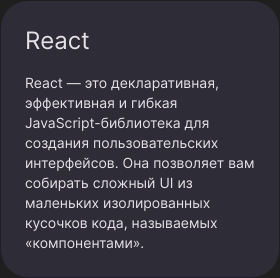 React
React — это декларативная,
эффективная и гибкая
JavaScript-библиотека для
создания пользовательских
интерфейсов. Она позволяет вам
собирать сложный UI из
маленьких изолированных
кусочков кода, называемых
«компонентами».